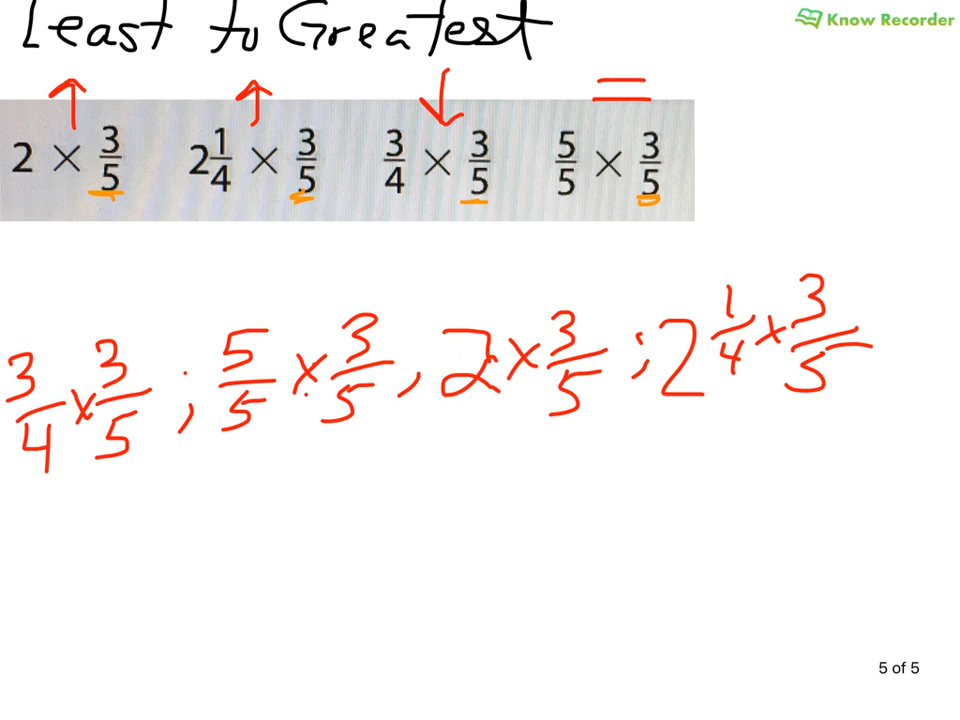 Know Recorder
Least to Greatest
↑ ↑ ↓ =
2 × 3/5 2 1/4 × 3/5 3/4 × 3/5 5/5 × 3/5
3/4 × 3/5 ; 5/5 × 3/5 , 2 × 3/5 ; 2 1/4 × 3/5
5 of 5